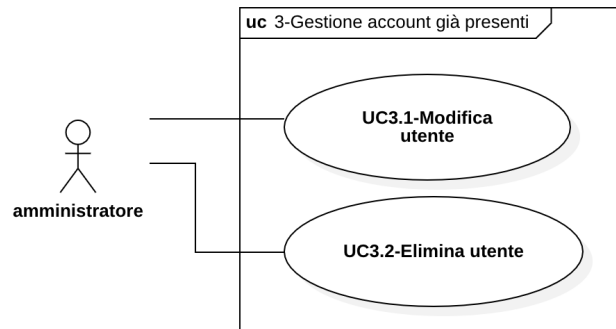 uc 3-Gestione account già presenti
UC3.1-Modifica
utente
amministratore
UC3.2-Elimina utente